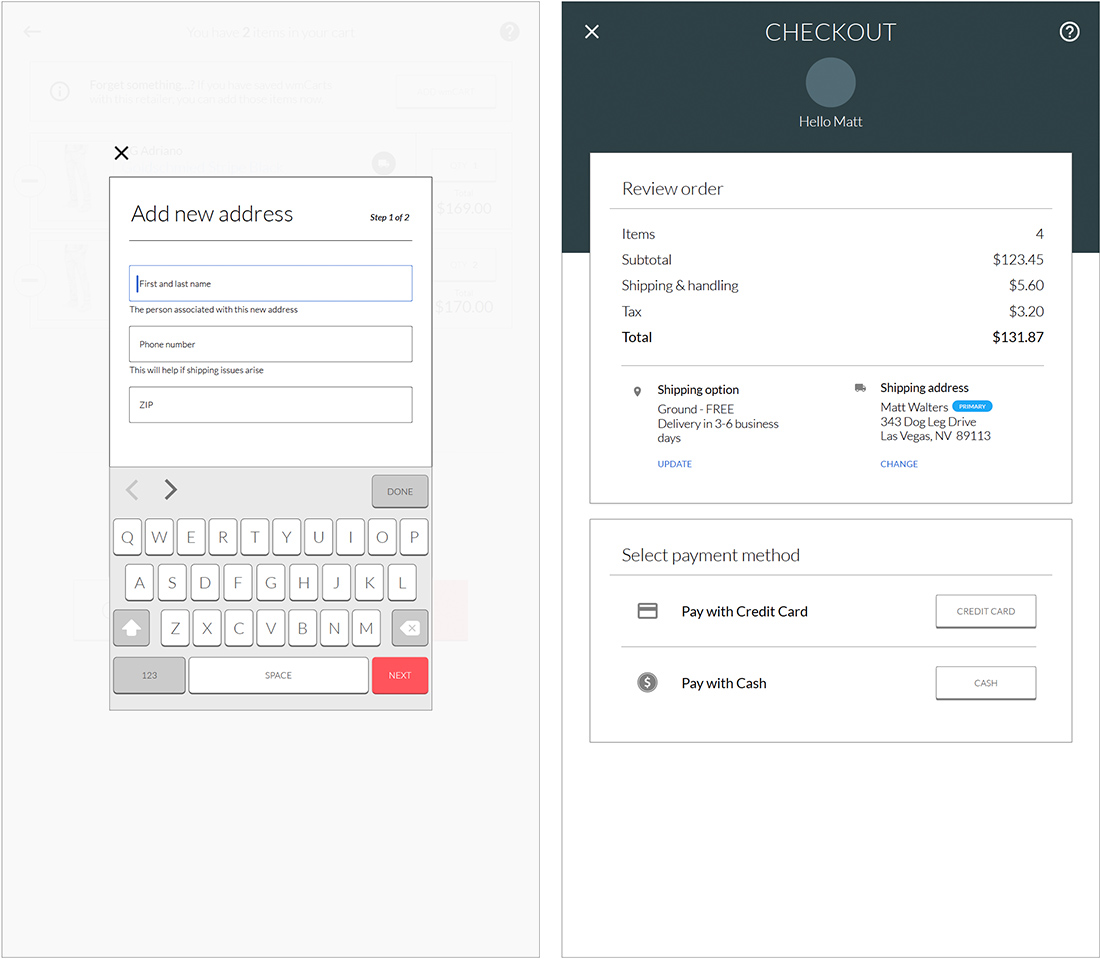 You have 2 items in your cart
Forget something...? If you have saved
with this retailer, you can add those items now
Adriano
$169.00
$170.00
Add new address
Step 1 of 2
First and last name
The person associated with this new address
Phone number
This will help if shipping issues arise
ZIP
DONE
Q W E R T Y U I O P
A S D F G H J K L
Z X C V B N M
123 SPACE NEXT
CHECKOUT
Hello Matt
Review order
Items 4
Subtotal $123.45
Shipping & handling $5.60
Tax $3.20
Total $131.87
Shipping option
Ground - FREE
Delivery in 3-6 business
days
UPDATE
Shipping address
Matt Walters PRIMARY
343 Dog Leg Drive
Las Vegas, NV 89113
CHANGE
Select payment method
Pay with Credit Card CREDIT CARD
Pay with Cash CASH